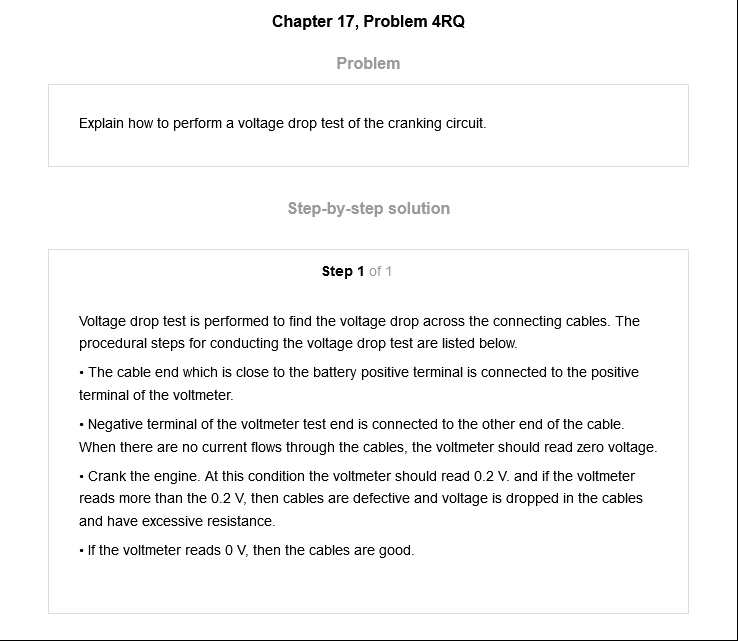 Chapter 17, Problem 4RQ
Problem
Explain how to perform a voltage drop test of the cranking circuit.
Step-by-step solution
Step 1 of 1
Voltage drop test is performed to find the voltage drop across the connecting cables. The
procedural steps for conducting the voltage drop test are listed below.
• The cable end which is close to the battery positive terminal is connected to the positive
terminal of the voltmeter.
• Negative terminal of the voltmeter test end is connected to the other end of the cable.
When there are no current flows through the cables, the voltmeter should read zero voltage.
• Crank the engine. At this condition the voltmeter should read 0.2 V. and if the voltmeter
reads more than the 0.2 V, then cables are defective and voltage is dropped in the cables
and have excessive resistance.
• If the voltmeter reads 0 V, then the cables are good.